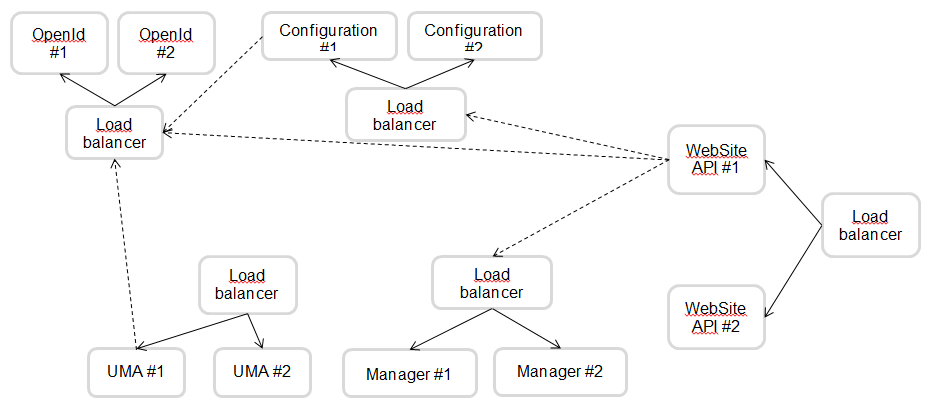 OpenId
#1
OpenId
#2
Configuration
#1
Configuration
#2
Load
balancer
Load
balancer
WebSite
API #1
Load
balancer
Load
balancer
Load
balancer
WebSite
API #2
UMA #1
UMA #2
Manager #1
Manager #2